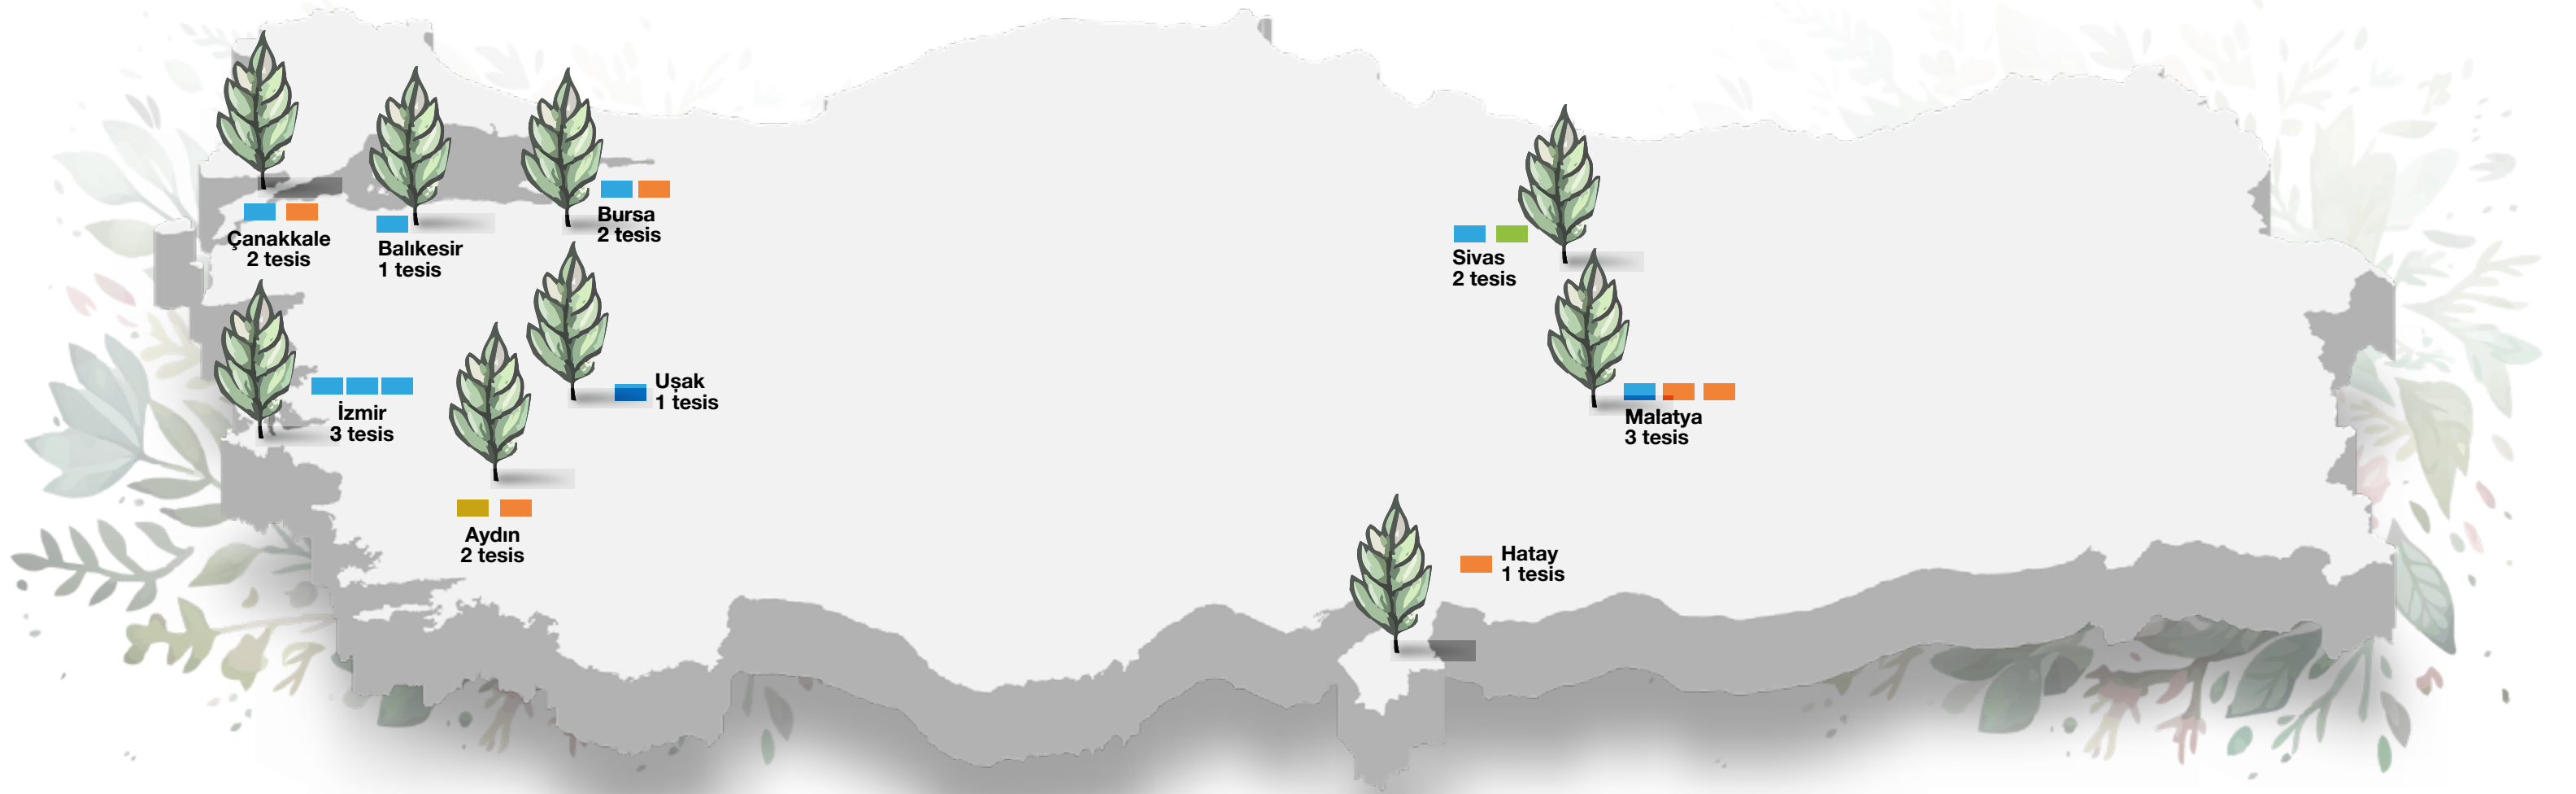 Çanakkale
2 tesis
Balıkesir
1 tesis
Bursa
2 tesis
Sivas
2 tesis
İzmir
3 tesis
Uşak
1 tesis
Malatya
3 tesis
Aydın
2 tesis
Hatay
1 tesis